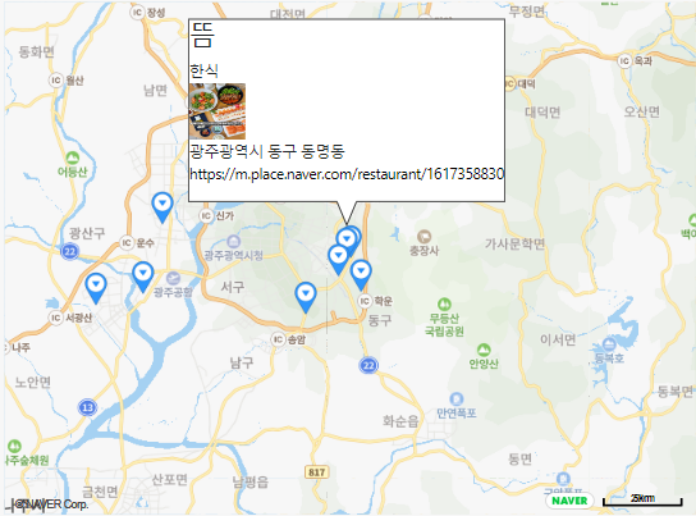 장성
대전면
무정면
동화면
IC 월산
남면
IC 옥과
IC 대덕
대덕면
오산면
뜸
한식
광주광역시 동구 동명동
https://m.place.naver.com/restaurant/1617358830
어등산
광산구
22
IC 운수
IC 신가
광주광역시청
충장사
가사문학면
서구
광주공항
IC 서광산
IC 학운
동구
무등산
국립공원
나주
IC 송암
남구
이서면
동복호
안양산
22
노안면
13
동복면
만연폭포
화순읍
동면
817
금천면
산포면
남평읍
NAVER
©NAVER Corp.